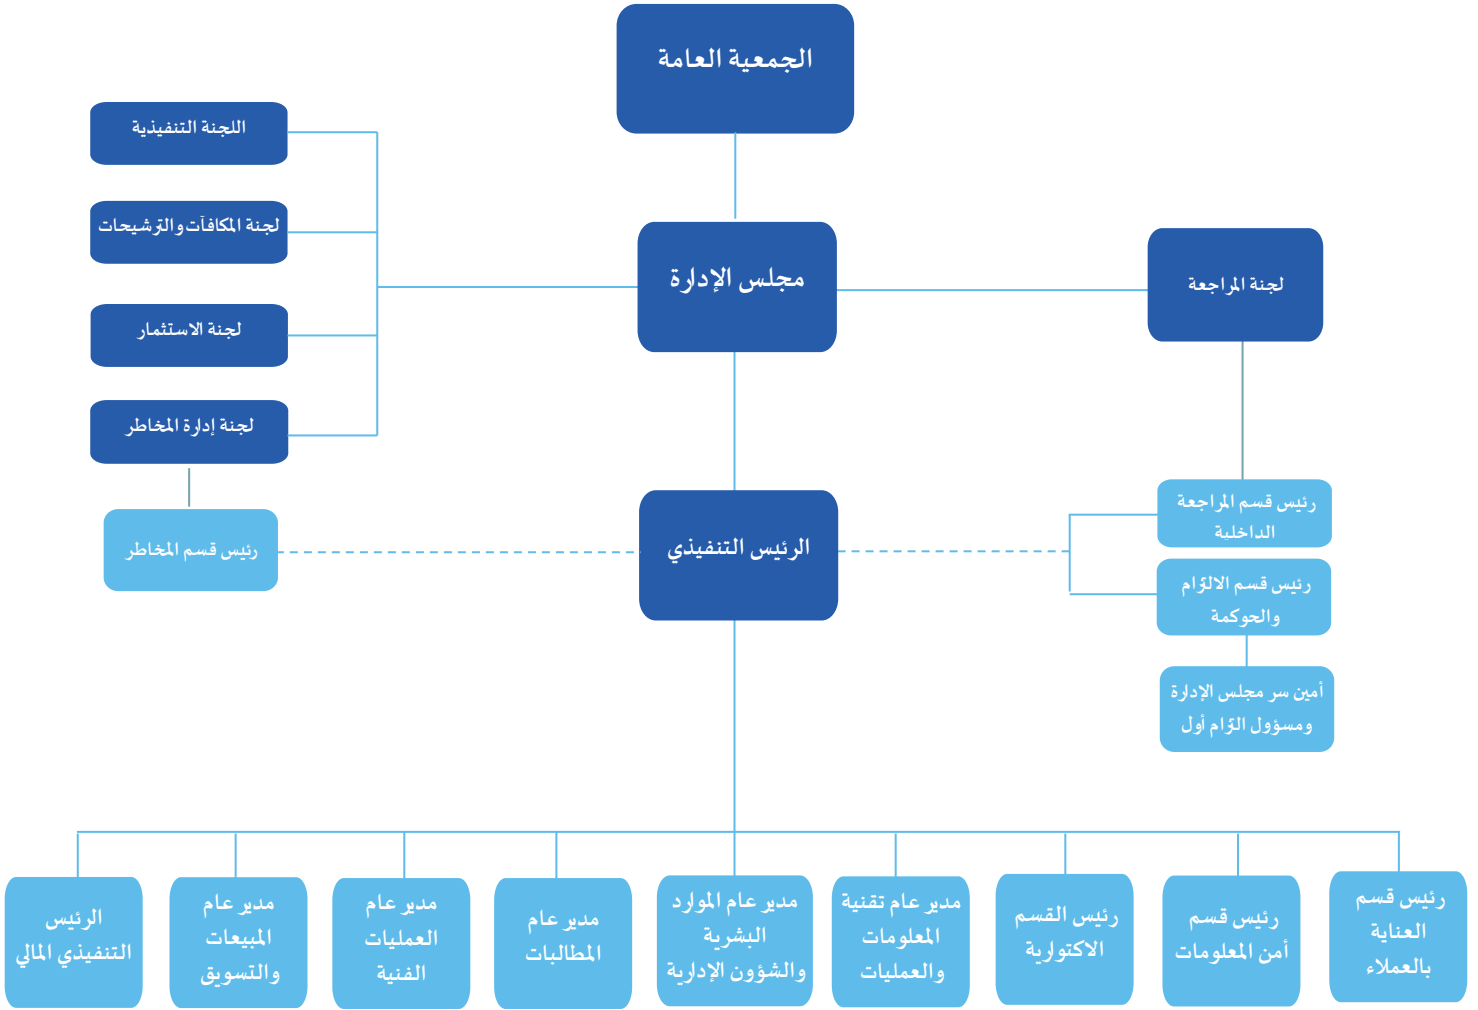 الجمعية العامة
اللجنة التنفيذية
لجنة المكافآت والترشيحات
لجنة الاستثمار
لجنة إدارة المخاطر
رئيس قسم المخاطر
مجلس الإدارة
الرئيس التنفيذي
لجنة المراجعة
رئيس قسم المراجعة
الداخلية
رئيس قسم الالتزام
والحوكمة
أمين سر مجلس الإدارة
ومسؤول التزام أول
رئيس قسم
العناية
بالعملاء
رئيس قسم
أمن المعلومات
رئيس القسم
الاكتوارية
مدير عام تقنية
المعلومات
والعمليات
مدير عام الموارد
البشرية
والشؤون الإدارية
مدير عام
المطالبات
مدير عام
العمليات
الفنية
مدير عام
المبيعات
والتسويق
الرئيس
التنفيذي المالي